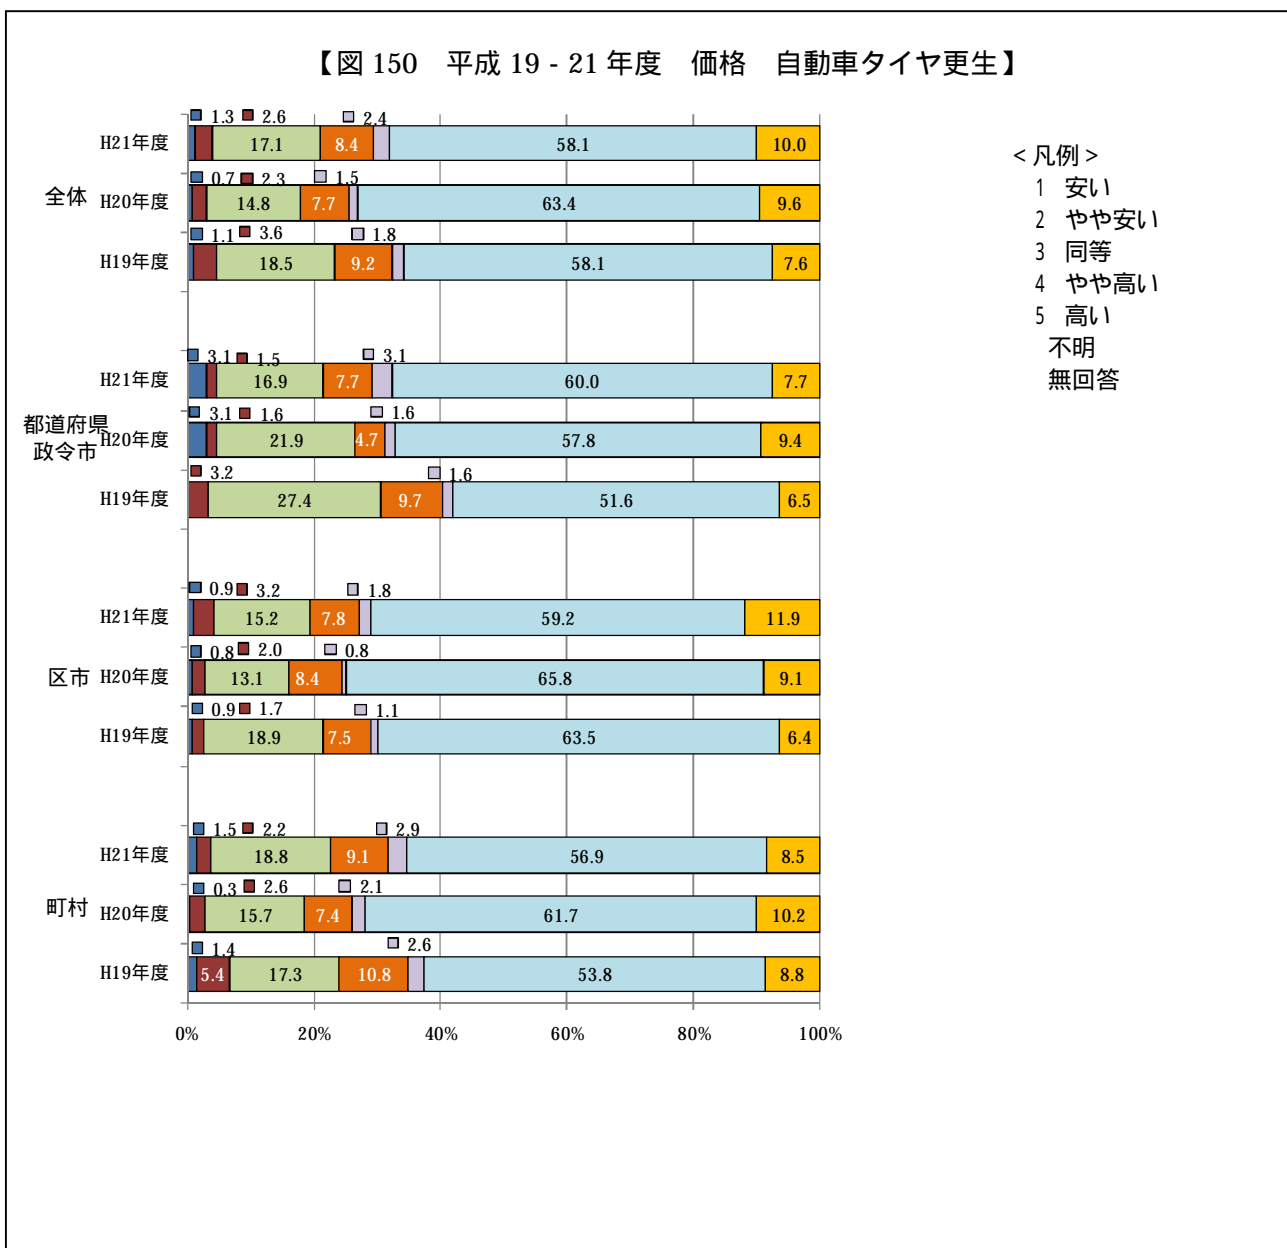 【図 150 平成 19 - 21 年度 価格 自動車タイヤ更生】
<凡例>
1 安い
2 やや安い
3 同等
4 やや高い
5 高い
不明
無回答
全体
1.3 2.6 2.4
H21年度 17.1 8.4 58.1 10.0
0.7 2.3 1.5
H20年度 14.8 7.7 63.4 9.6
1.1 3.6 1.8
H19年度 18.5 9.2 58.1 7.6
都道府県
政令市
3.1 1.5 3.1
H21年度 16.9 7.7 60.0 7.7
3.1 1.6 1.6
H20年度 21.9 4.7 57.8 9.4
3.2 1.6
H19年度 27.4 9.7 51.6 6.5
区市
0.9 3.2 1.8
H21年度 15.2 7.8 59.2 11.9
0.8 2.0 0.8
H20年度 13.1 8.4 65.8 9.1
0.9 1.7 1.1
H19年度 18.9 7.5 63.5 6.4
町村
1.5 2.2 2.9
H21年度 18.8 9.1 56.9 8.5
0.3 2.6 2.1
H20年度 15.7 7.4 61.7 10.2
1.4 2.6
H19年度 5.4 17.3 10.8 53.8 8.8
0% 20% 40% 60% 80% 100%